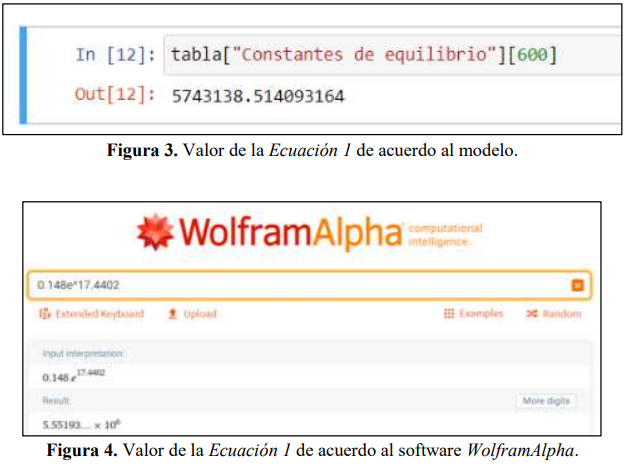 In [12]: tabla["Constantes de equilibrio"][600]
Out[12]: 5743138.514093164
Figura 3. Valor de la Ecuación 1 de acuerdo al modelo.
WolframAlpha computational intelligence.
0.148e^17.4402
Extended Keyboard Upload Examples Random
Input interpretation:
0.148 e^17.4402
Result: More digits
5.55193... × 10^6
Figura 4. Valor de la Ecuación 1 de acuerdo al software WolframAlpha.